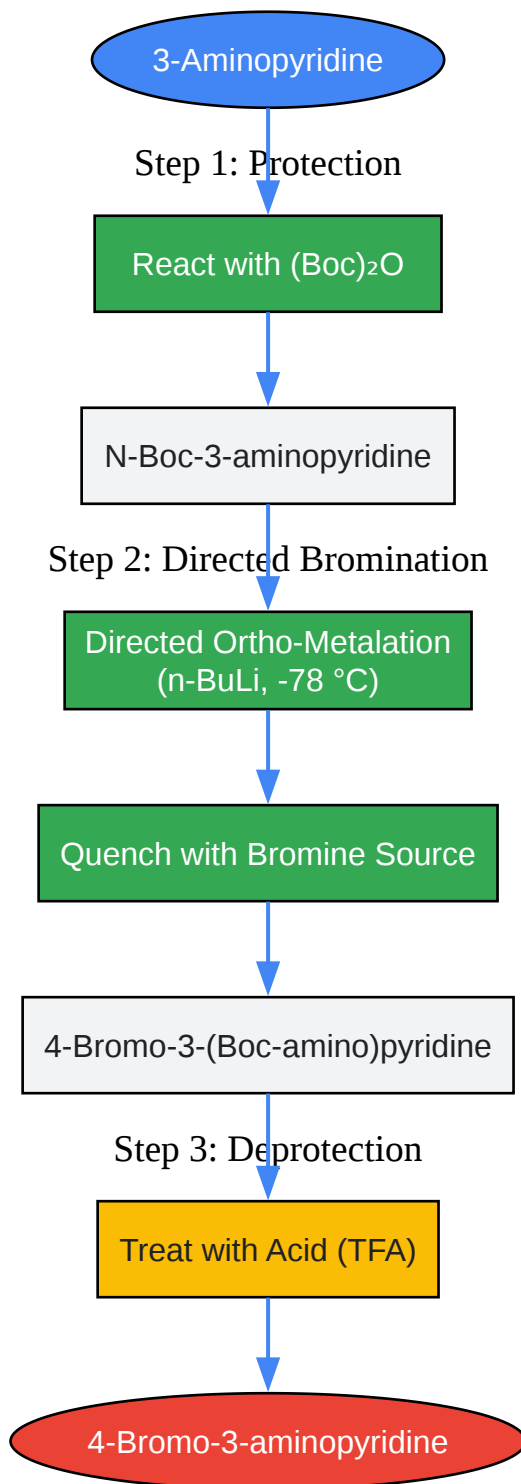 3-Aminopyridine
Step 1: Protection
React with (Boc)₂O
N-Boc-3-aminopyridine
Step 2: Directed Bromination
Directed Ortho-Metalation
(n-BuLi, -78 °C)
Quench with Bromine Source
4-Bromo-3-(Boc-amino)pyridine
Step 3: Deprotection
Treat with Acid (TFA)
4-Bromo-3-aminopyridine